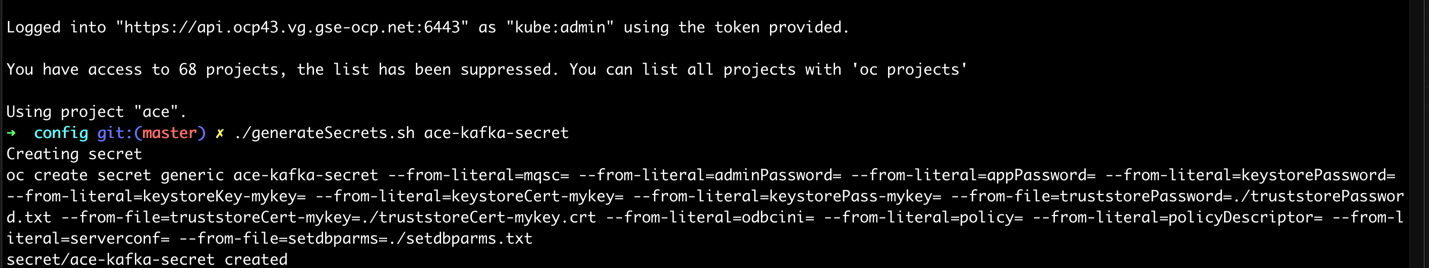 Logged into "https://api.ocp43.vg.gse-ocp.net:6443" as "kube:admin" using the token provided.
You have access to 68 projects, the list has been suppressed. You can list all projects with 'oc projects'
Using project "ace".
➜  config git:(master) ✗ ./generateSecrets.sh ace-kafka-secret
Creating secret
oc create secret generic ace-kafka-secret --from-literal=mqsc= --from-literal=adminPassword= --from-literal=appPassword= --from-literal=keystorePassword=
--from-literal=keystoreKey-mykey= --from-literal=keystoreCert-mykey= --from-literal=keystorePass-mykey= --from-file=truststorePassword=./truststorePasswor
d.txt --from-file=truststoreCert-mykey=./truststoreCert-mykey.crt --from-literal=odbcini= --from-literal=policy= --from-literal=policyDescriptor= --from-l
iteral=serverconf= --from-file=setdbparms=./setdbparms.txt
secret/ace-kafka-secret created